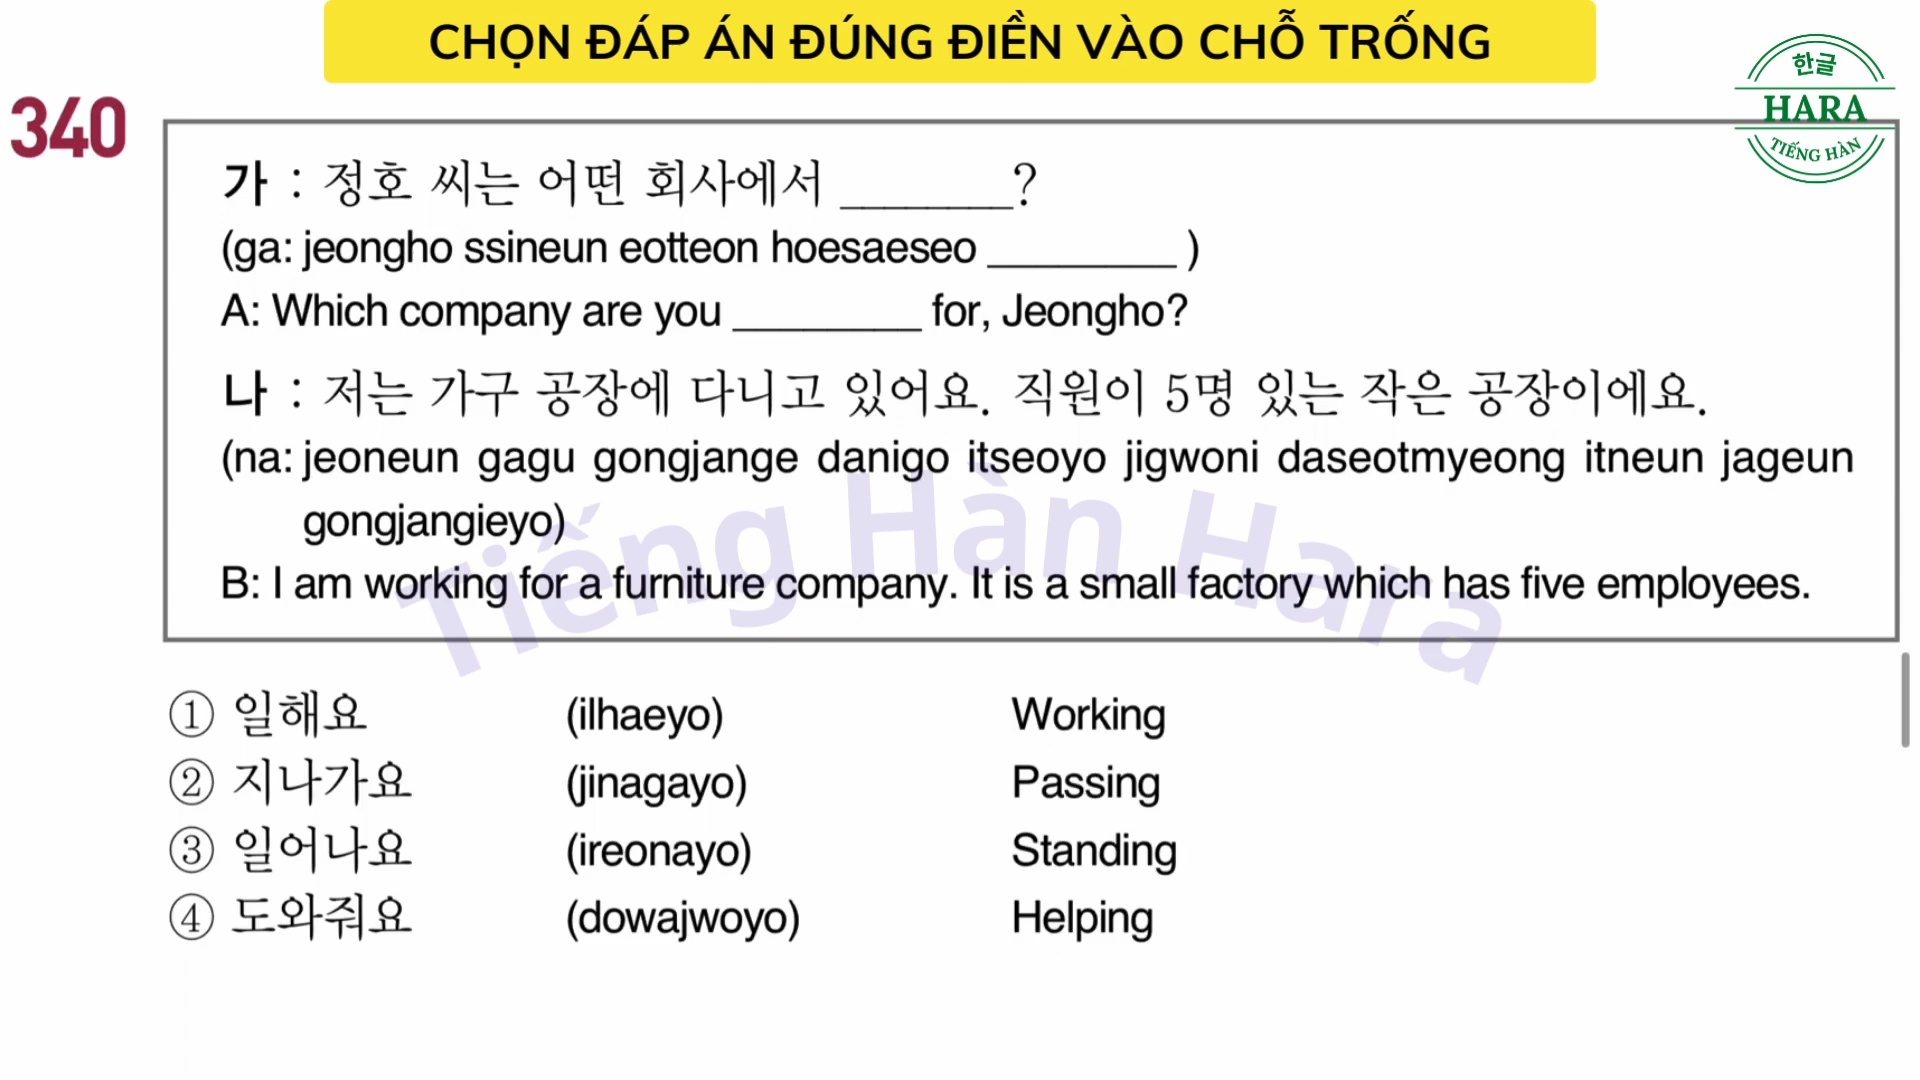 CHỌN ĐÁP ÁN ĐÚNG ĐIỀN VÀO CHỖ TRỐNG
한글
HARA
TIẾNG HÀN
340
가 : 정호 씨는 어떤 회사에서 ________?
(ga: jeongho ssineun eotteon hoesaeseo ________ )
A: Which company are you ________ for, Jeongho?
나 : 저는 가구 공장에 다니고 있어요. 직원이 5명 있는 작은 공장이에요.
(na: jeoneun gagu gongjange danigo itseoyo jigwoni daseotmyeong itneun jageun
gongjangieyo)
B: I am working for a furniture company. It is a small factory which has five employees.
Tiếng Hàn Hara
① 일해요 (ilhaeyo) Working
② 지나가요 (jinagayo) Passing
③ 일어나요 (ireonayo) Standing
④ 도와줘요 (dowajwoyo) Helping